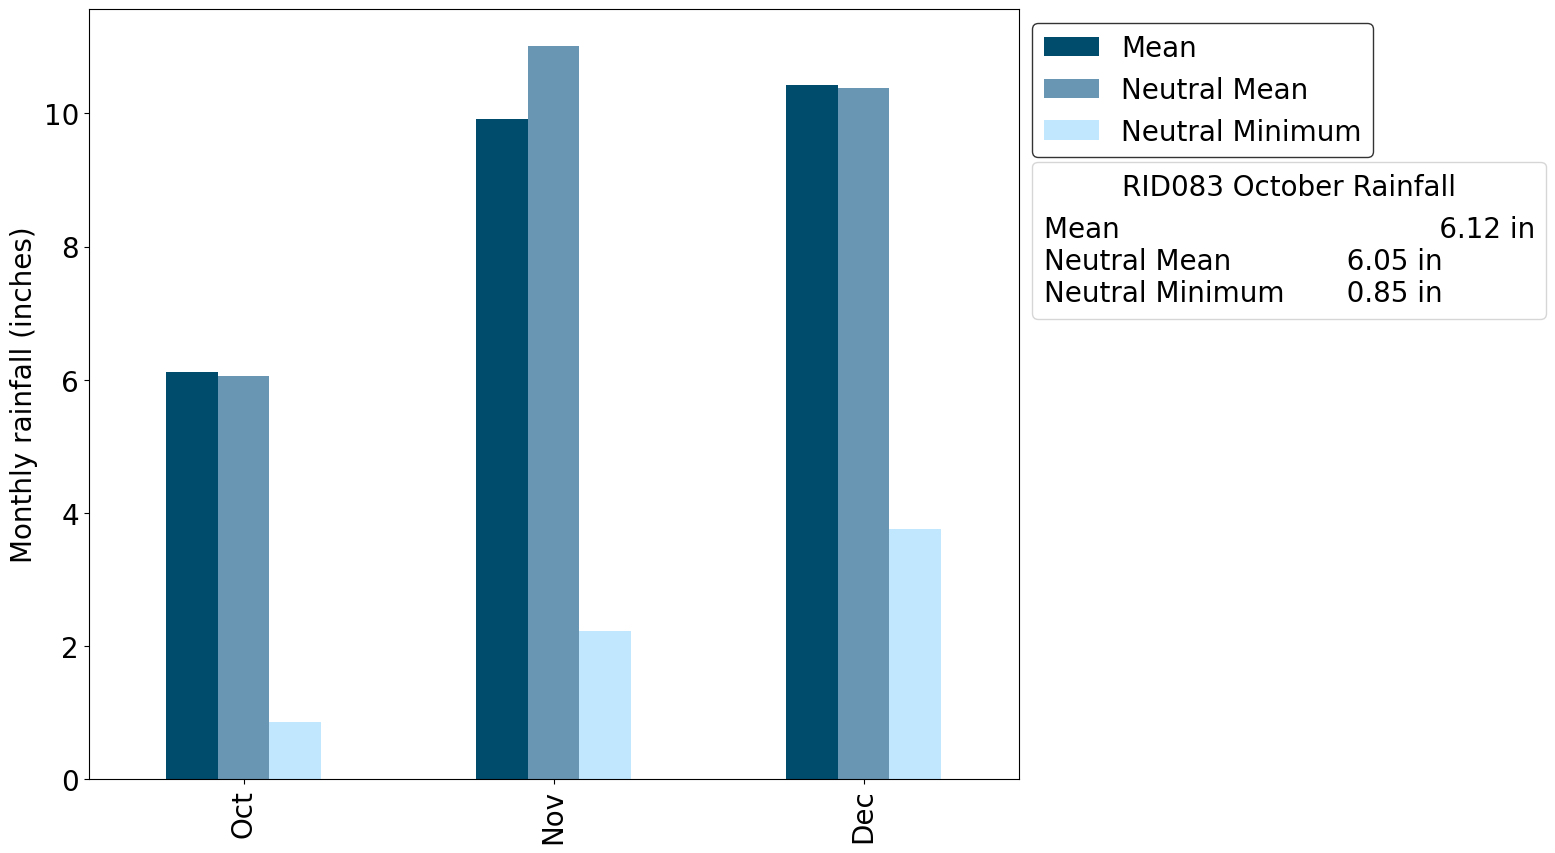 Monthly rainfall (inches)
10
8
6
4
2
0
Oct
Nov
Dec
Mean
Neutral Mean
Neutral Minimum
RID083 October Rainfall
Mean 6.12 in
Neutral Mean 6.05 in
Neutral Minimum 0.85 in